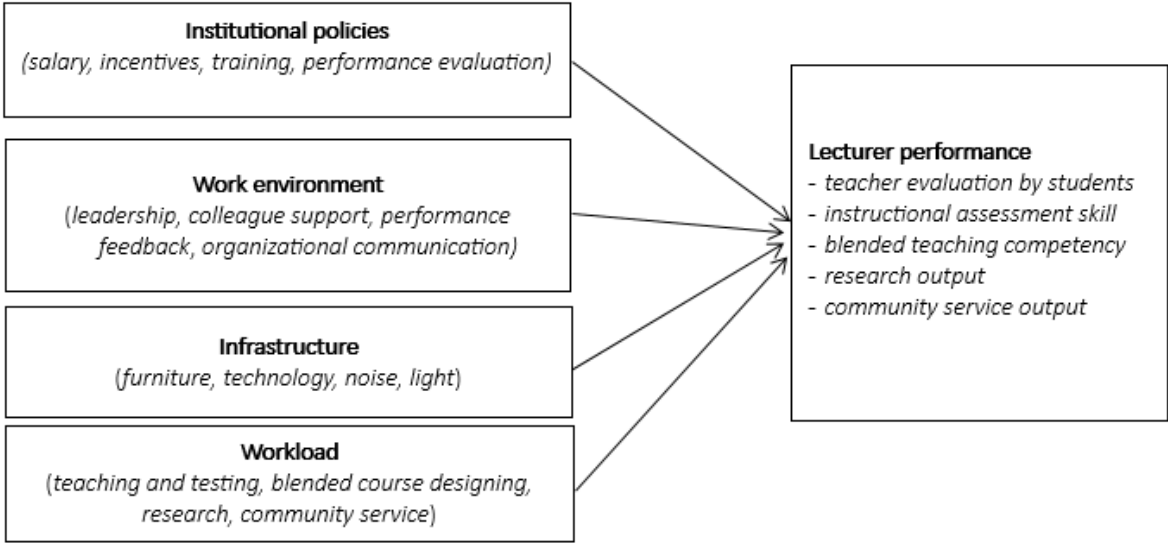 Institutional policies
(salary, incentives, training, performance evaluation)
Work environment
(leadership, colleague support, performance
feedback, organizational communication)
Infrastructure
(furniture, technology, noise, light)
Workload
(teaching and testing, blended course designing,
research, community service)
Lecturer performance
- teacher evaluation by students
- instructional assessment skill
- blended teaching competency
- research output
- community service output